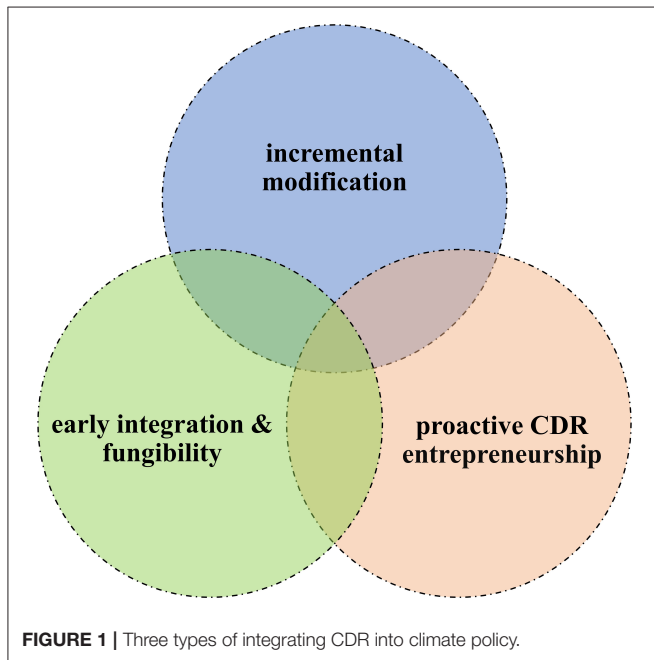 incremental
modification
early integration &
fungibility
proactive CDR
entrepreneurship
FIGURE 1 | Three types of integrating CDR into climate policy.